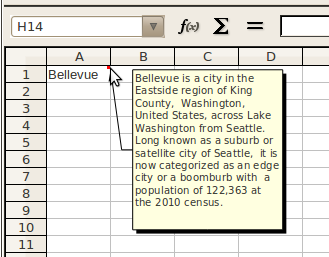 H14
f(x) Σ =
A B C D
1 Bellevue
2
3
4
5
6
7
8
9
10
11
Bellevue is a city in the
Eastside region of King
County, Washington,
United States, across Lake
Washington from Seattle.
Long known as a suburb or
satellite city of Seattle, it is
now categorized as an edge
city or a boomburb with a
population of 122,363 at
the 2010 census.